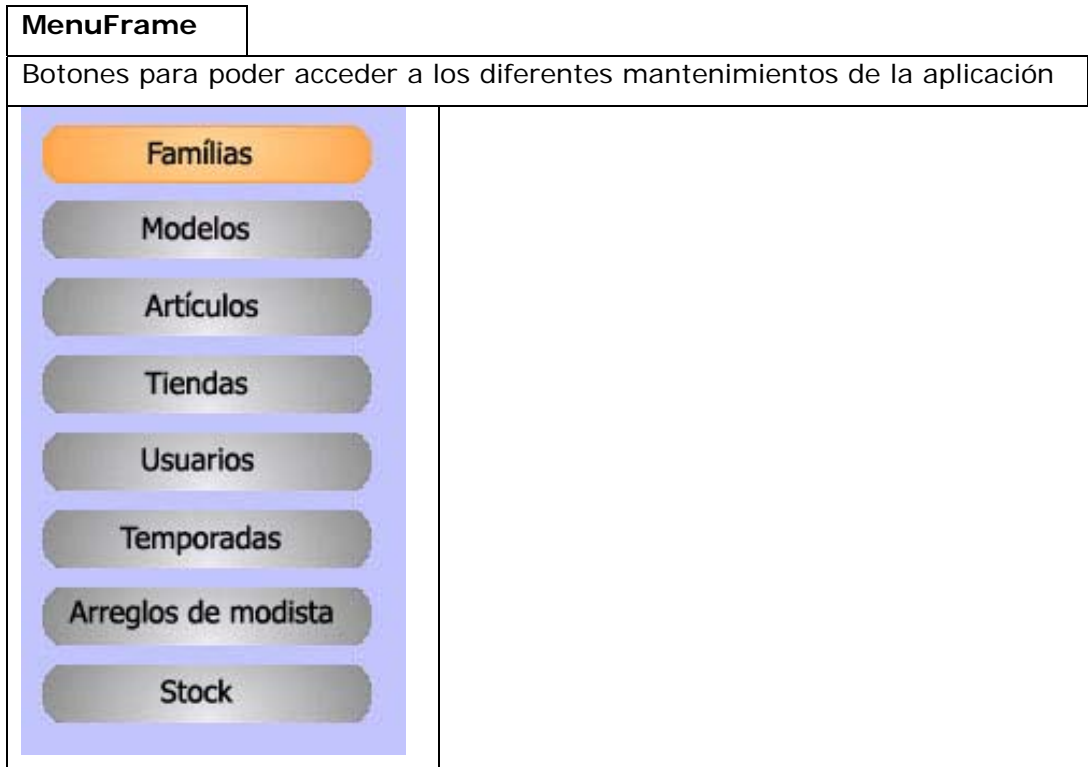 MenuFrame
Botones para poder acceder a los diferentes mantenimientos de la aplicación
Famílias
Modelos
Artículos
Tiendas
Usuarios
Temporadas
Arreglos de modista
Stock